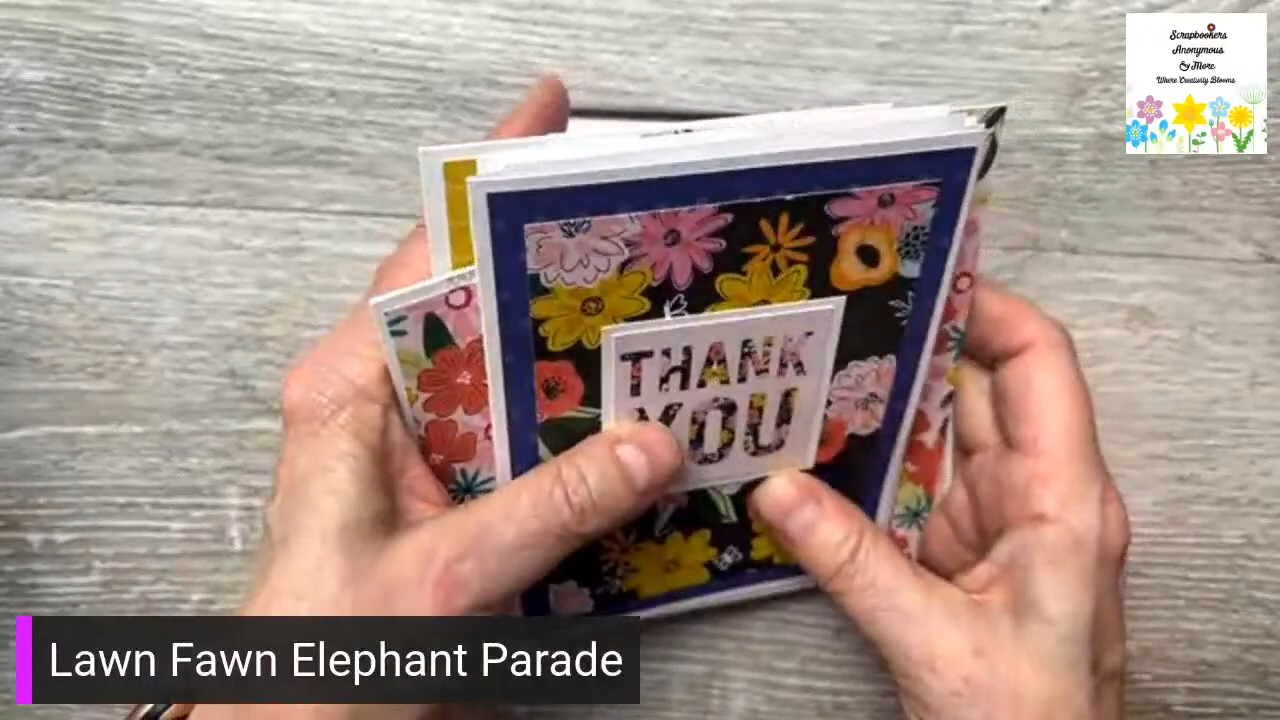 Scrapbookers
Anonymous
& More
Where Creativity Blooms
THANK
YOU
Lawn Fawn Elephant Parade